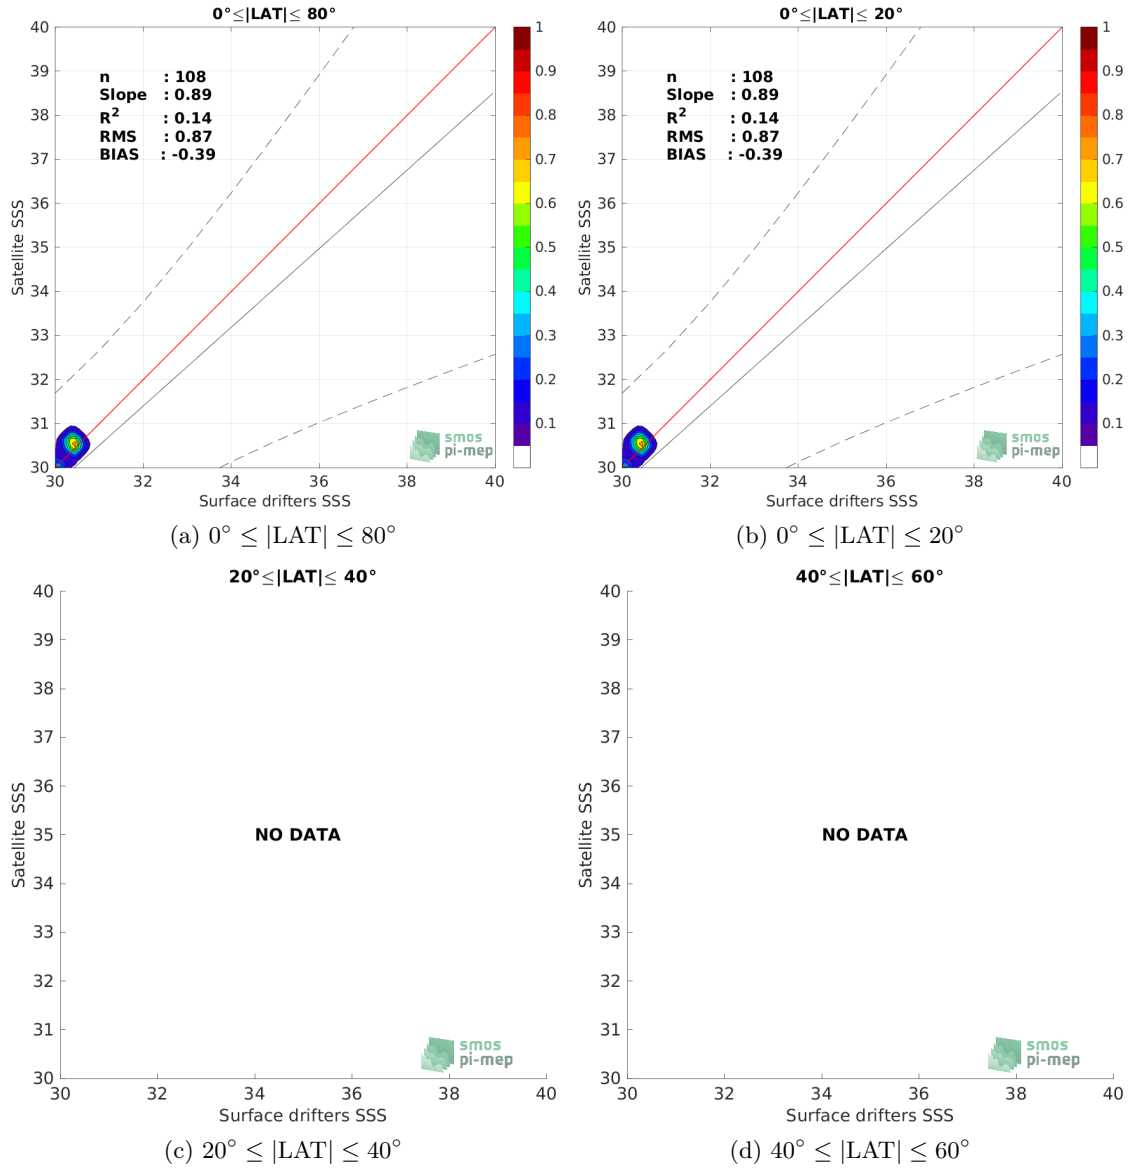 0°≤|LAT|≤ 80°
40
39
38
37
36
35
34
33
32
31
30
Satellite SSS
n : 108
Slope : 0.89
R² : 0.14
RMS : 0.87
BIAS : -0.39
smos
pi-mep
30 32 34 36 38 40
Surface drifters SSS
1
0.9
0.8
0.7
0.6
0.5
0.4
0.3
0.2
0.1
(a) 0° ≤ |LAT| ≤ 80°
0°≤|LAT|≤ 20°
40
39
38
37
36
35
34
33
32
31
30
Satellite SSS
n : 108
Slope : 0.89
R² : 0.14
RMS : 0.87
BIAS : -0.39
smos
pi-mep
30 32 34 36 38 40
Surface drifters SSS
1
0.9
0.8
0.7
0.6
0.5
0.4
0.3
0.2
0.1
(b) 0° ≤ |LAT| ≤ 20°
20°≤|LAT|≤ 40°
40
39
38
37
36
35
34
33
32
31
30
Satellite SSS
NO DATA
smos
pi-mep
30 32 34 36 38 40
Surface drifters SSS
(c) 20° ≤ |LAT| ≤ 40°
40°≤|LAT|≤ 60°
40
39
38
37
36
35
34
33
32
31
30
Satellite SSS
NO DATA
smos
pi-mep
30 32 34 36 38 40
Surface drifters SSS
(d) 40° ≤ |LAT| ≤ 60°